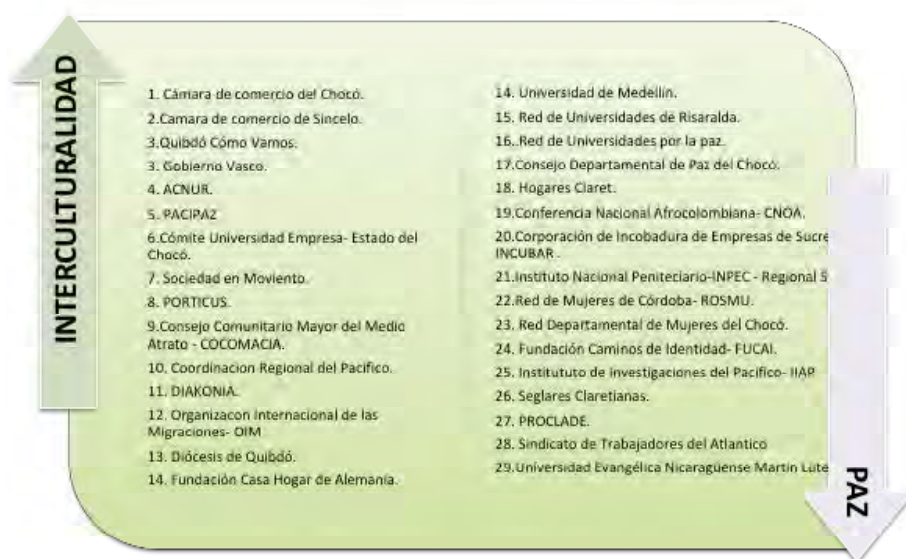 INTERCULTURALIDAD
1. Cámara de comercio del Chocó.
2.Camara de comercio de Sincelo.
3.Quibdó Cómo Vamos.
3. Gobierno Vasco.
4. ACNUR.
5. PACIPAZ
6.Cómite Universidad Empresa- Estado del
Chocó.
7. Sociedad en Moviento.
8. PORTICUS.
9.Consejo Comunitario Mayor del Medio
Atrato - COCOMACIA.
10. Coordinacion Regional del Pacifico.
11. DIAKONIA.
12. Organizacon Internacional de las
Migraciones- OIM
13. Diócesis de Quibdó.
14. Fundación Casa Hogar de Alemania.
14. Universidad de Medellín.
15. Red de Universidades de Risaralda.
16..Red de Universidades por la paz.
17.Consejo Departamental de Paz del Chocó.
18. Hogares Claret.
19.Conferencia Nacional Afrocolombiana- CNOA.
20.Corporación de Incobadura de Empresas de Sucre
INCUBAR .
21.Instituto Nacional Peniteciario-INPEC - Regional S
22.Red de Mujeres de Córdoba- ROSMU.
23. Red Departamental de Mujeres del Chocó.
24. Fundación Caminos de Identidad- FUCAI.
25. Institututo de Investigaciones del Pacifico- IIAP
26. Seglares Claretianas.
27. PROCLADE.
28. Sindicato de Trabajadores del Atlantico
29.Universidad Evangélica Nicaragüense Martin Lute
PAZ